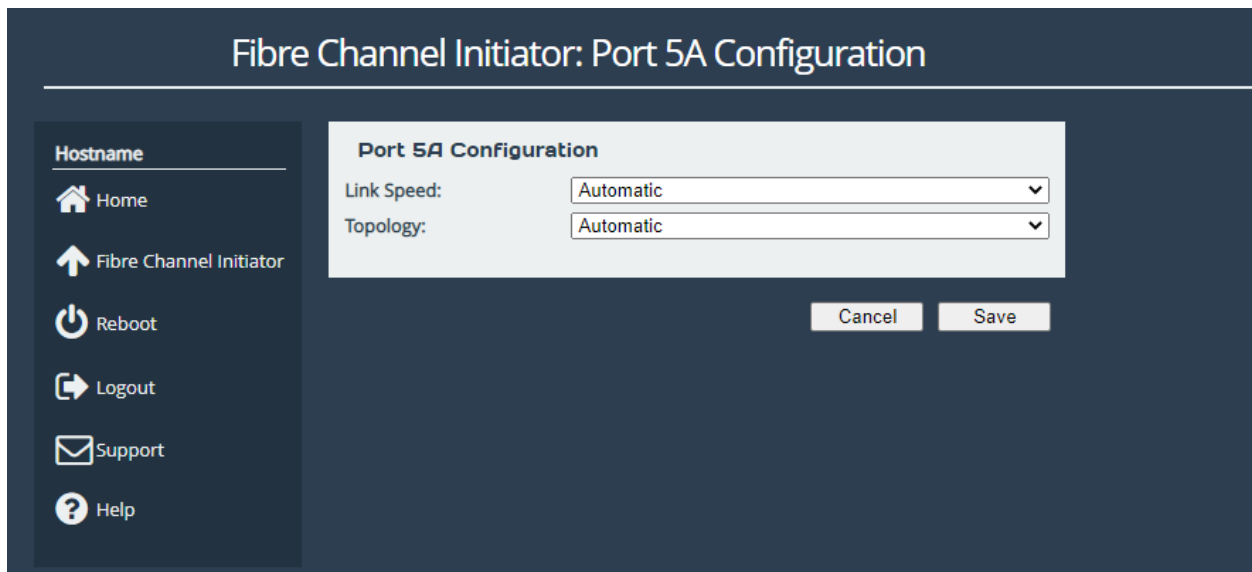 Fibre Channel Initiator: Port 5A Configuration
Hostname
Home
Fibre Channel Initiator
Reboot
Logout
Support
Help
Port 5A Configuration
Link Speed: Automatic
Topology: Automatic
Cancel Save